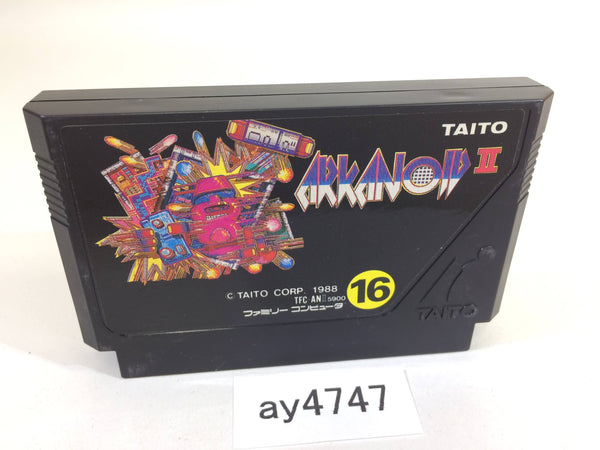 TAITO
ARKANOID II
© TAITO CORP. 1988
TFC ANII 5900
ファミリー コンピュータ
16
TAITO
ay4747